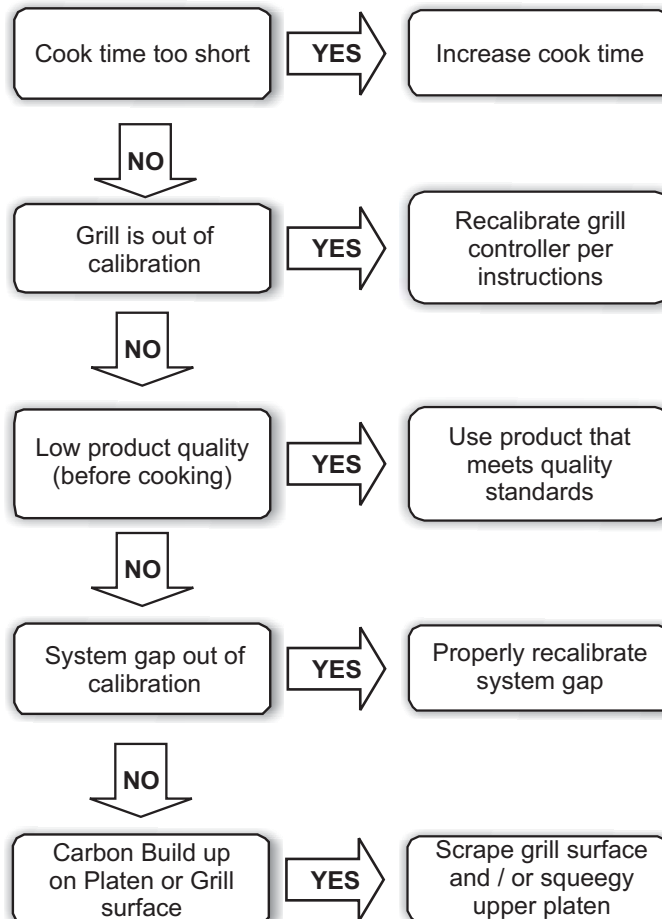 Cook time too short
YES
Increase cook time
NO
Grill is out of
calibration
YES
Recalibrate grill
controller per
instructions
NO
Low product quality
(before cooking)
YES
Use product that
meets quality
standards
NO
System gap out of
calibration
YES
Properly recalibrate
system gap
NO
Carbon Build up
on Platen or Grill
surface
YES
Scrape grill surface
and / or squeegy
upper platen